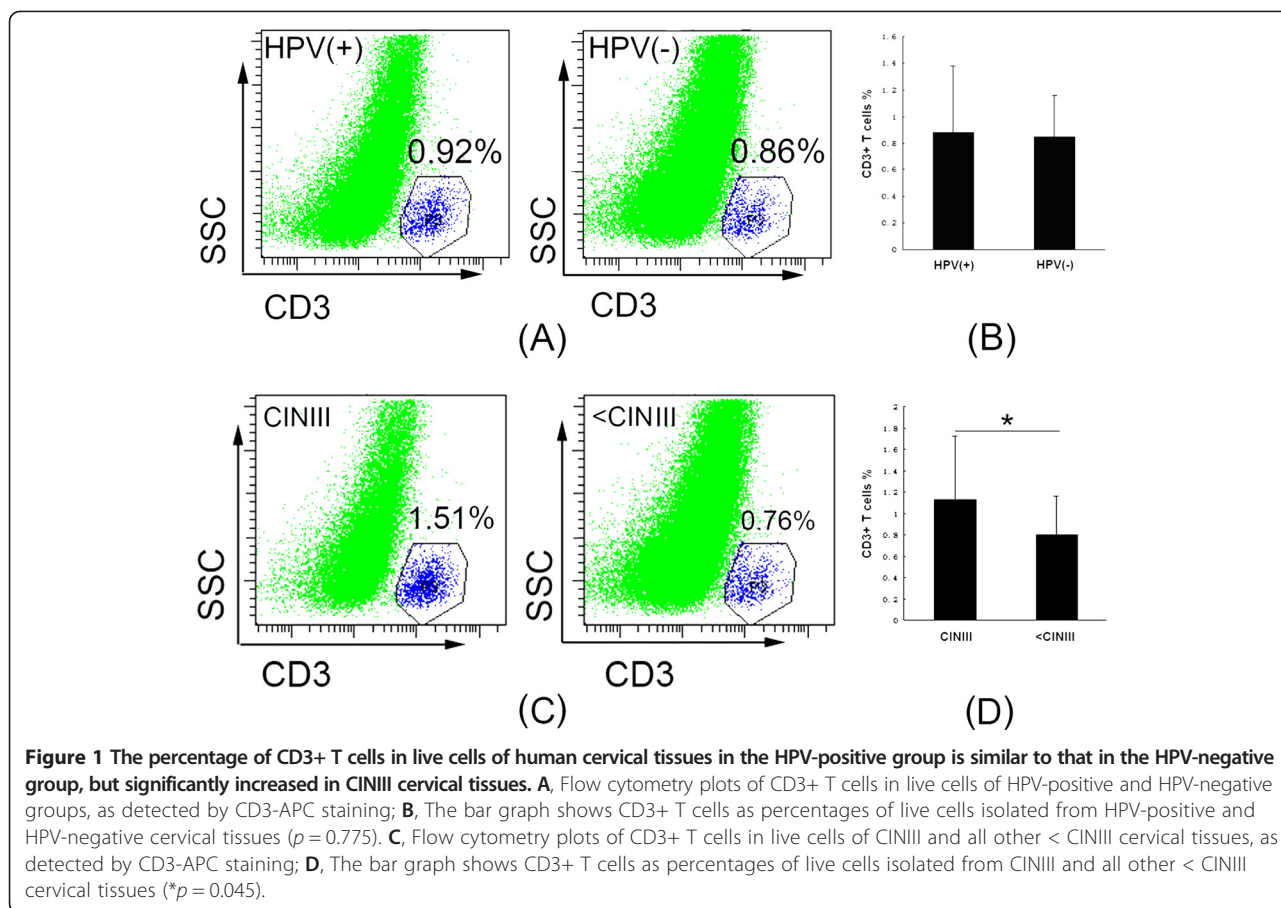 HPV(+)
0.92%
SSC
CD3
HPV(-)
0.86%
SSC
CD3
(A)
1.6
1.4
1.2
1
0.8
0.6
0.4
0.2
0
CD3+ T cells %
HPV(+) HPV(-)
(B)
CINIII
1.51%
SSC
CD3
<CINIII
0.76%
SSC
CD3
(C)
2
1.8
1.6
1.4
1.2
1
0.8
0.6
0.4
0.2
0
CD3+ T cells %
*
CINIII <CINIII
(D)
Figure 1 The percentage of CD3+ T cells in live cells of human cervical tissues in the HPV-positive group is similar to that in the HPV-negative
group, but significantly increased in CINIII cervical tissues. A, Flow cytometry plots of CD3+ T cells in live cells of HPV-positive and HPV-negative
groups, as detected by CD3-APC staining; B, The bar graph shows CD3+ T cells as percentages of live cells isolated from HPV-positive and
HPV-negative cervical tissues (p = 0.775). C, Flow cytometry plots of CD3+ T cells in live cells of CINIII and all other < CINIII cervical tissues, as
detected by CD3-APC staining; D, The bar graph shows CD3+ T cells as percentages of live cells isolated from CINIII and all other < CINIII
cervical tissues (*p = 0.045).